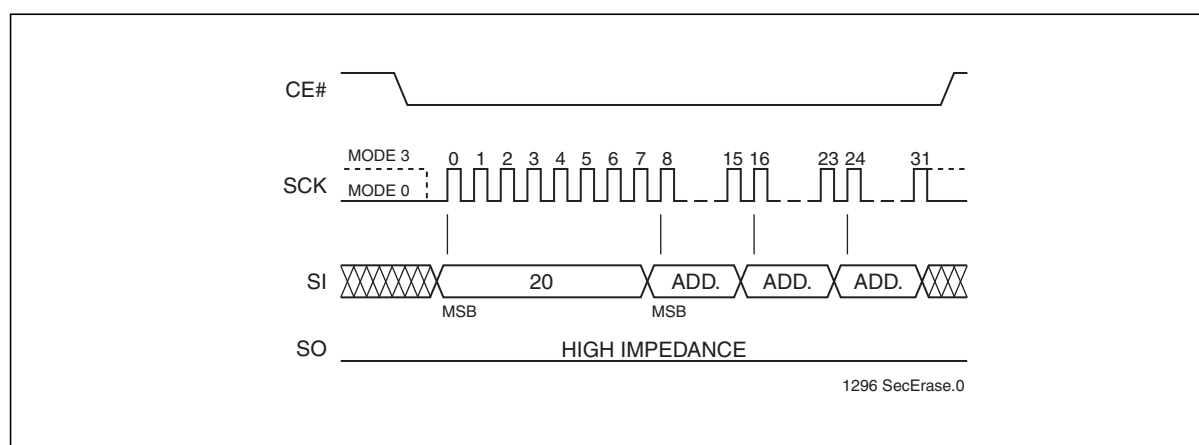 CE#
MODE 3
0 1 2 3 4 5 6 7 8 15 16 23 24 31
SCK
MODE 0
SI
20 ADD. ADD. ADD.
MSB MSB
SO
HIGH IMPEDANCE
1296 SecErase.0